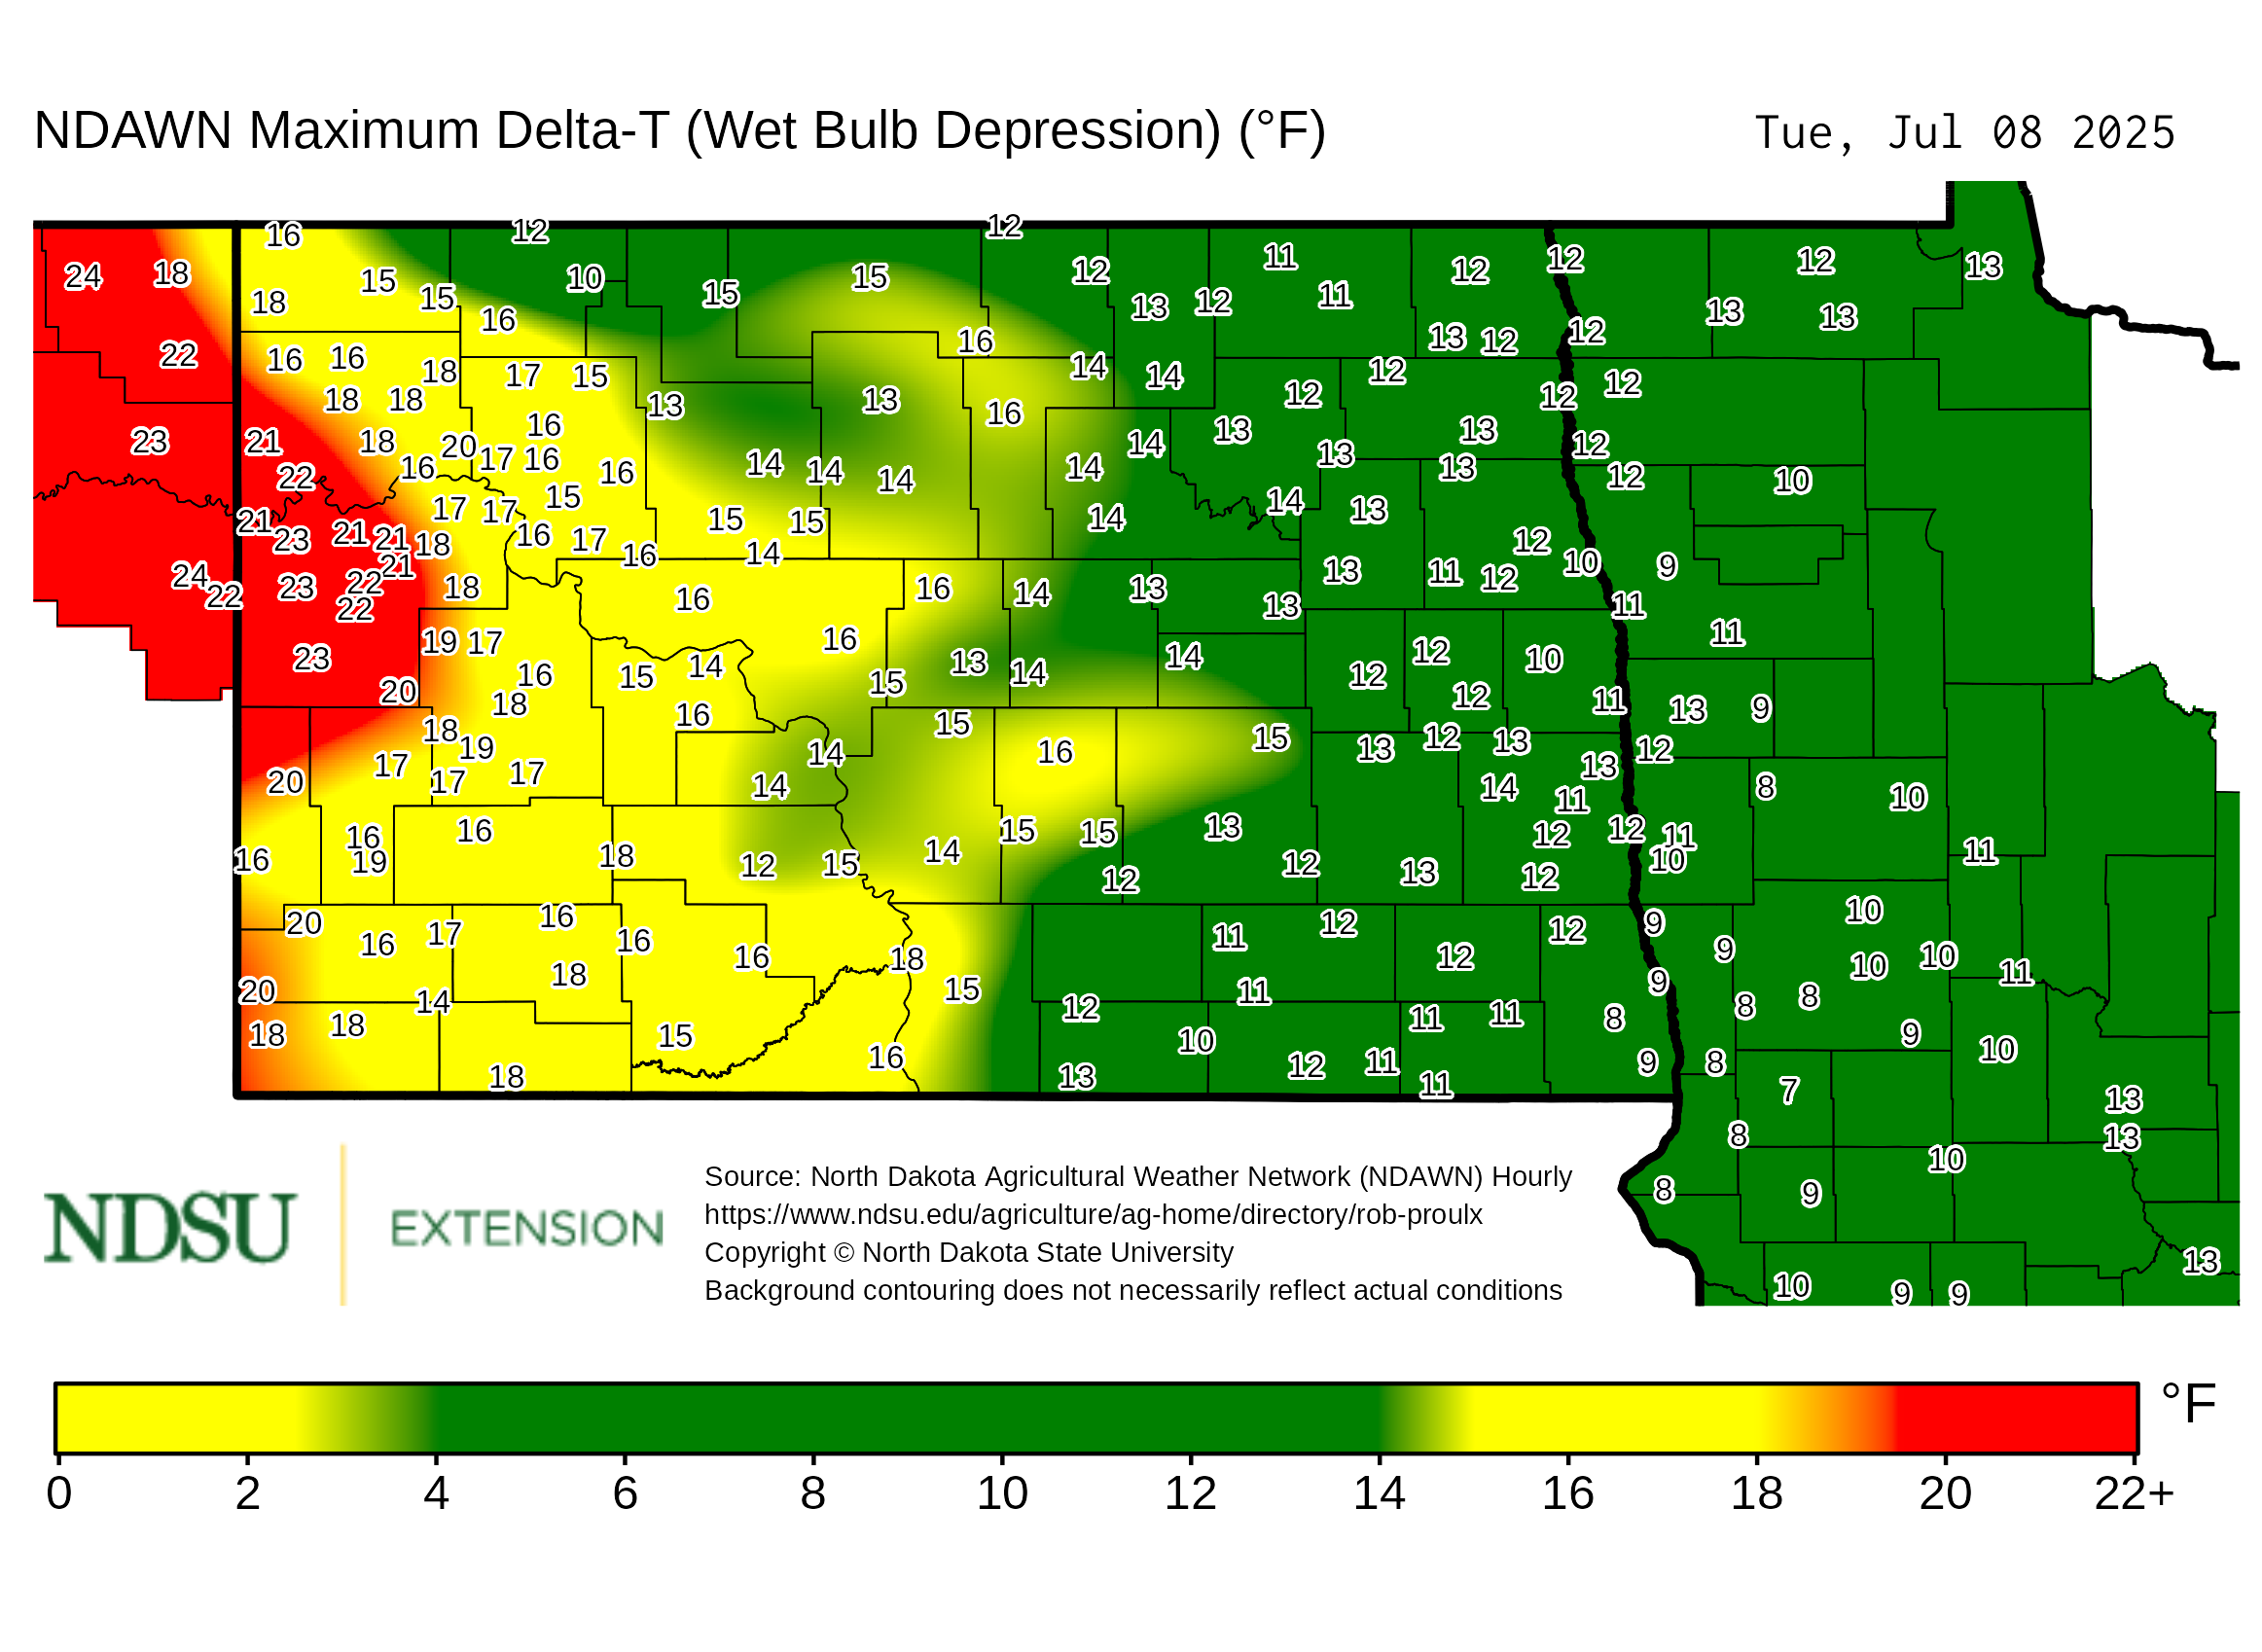 NDAWN Maximum Delta-T (Wet Bulb Depression) (°F)
Tue, Jul 08 2025
16 12 12
24 18 15 10 15 15 12 11 12 12 12 13
18 15 16 13 12 11 13 13
22 16 16 18 17 15 16 14 14 13 12 12 12
18 18 13 13 16 12 12 12 12
23 21 18 20 16 14 13 13 13 12
22 16 17 16 16 14 14 14 14 13 12 10
21 17 17 15 15 15 14 14 13
23 21 21 18 16 17 16 14 12 10 9
24 22 23 22 21 18 16 16 14 13 13 11 12 11
22 19 17 16 13 14 12 10 11
23 20 16 18 15 14 16 15 13 14 14 12 12 11 13 9
18 19 15 16 15 13 12 13 12
20 17 17 17 14 14 14 13 11 8 10
16 16 19 16 18 12 15 14 15 15 13 12 13 12 12 12 11 10 11
20 16 17 16 16 12 11 12 12 9 9 10
20 18 16 18 15 12 11 12 9 10 10 11
18 18 14 15 16 12 10 11 11 8 8 8 9 10
18 13 12 11 11 9 8 7 13
8 13
10
8 9
13
10 9 9
NDSU
EXTENSION
Source: North Dakota Agricultural Weather Network (NDAWN) Hourly
https://www.ndsu.edu/agriculture/ag-home/directory/rob-proulx
Copyright © North Dakota State University
Background contouring does not necessarily reflect actual conditions
°F
0 2 4 6 8 10 12 14 16 18 20 22+